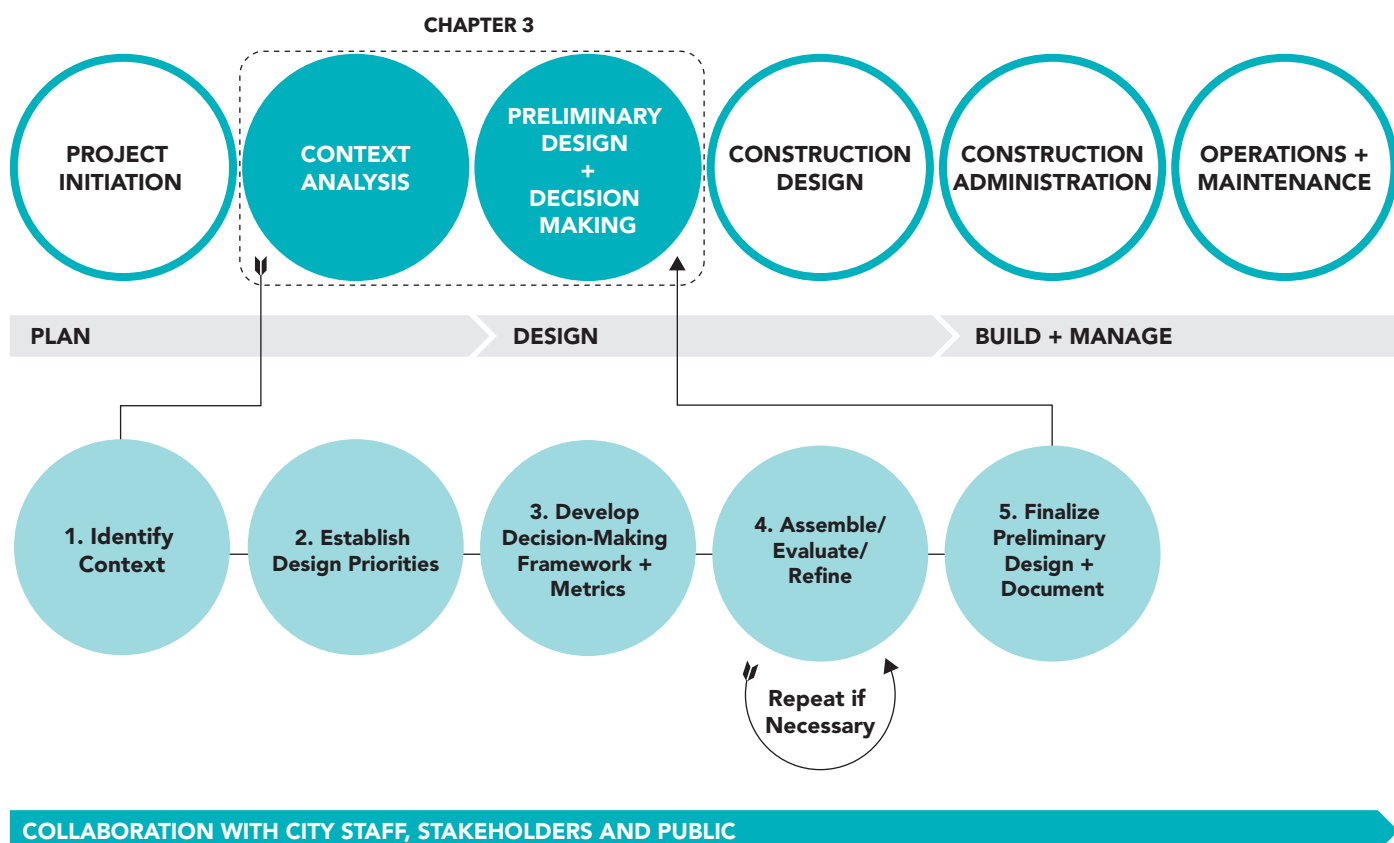 CHAPTER 3
PROJECT
INITIATION
CONTEXT
ANALYSIS
PRELIMINARY
DESIGN
+
DECISION
MAKING
CONSTRUCTION
DESIGN
CONSTRUCTION
ADMINISTRATION
OPERATIONS +
MAINTENANCE
PLAN
DESIGN
BUILD + MANAGE
1. Identify
Context
2. Establish
Design Priorities
3. Develop
Decision-Making
Framework +
Metrics
4. Assemble/
Evaluate/
Refine
5. Finalize
Preliminary
Design +
Document
Repeat if
Necessary
COLLABORATION WITH CITY STAFF, STAKEHOLDERS AND PUBLIC